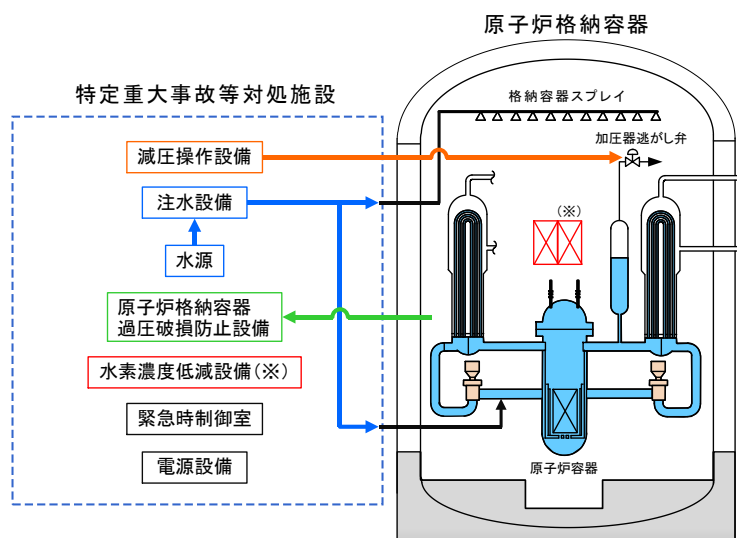 原子炉格納容器
特定重大事故等対処施設
格納容器スプレイ
加圧器逃がし弁
減圧操作設備
注水設備
(※)
水源
原子炉格納容器
過圧破損防止設備
水素濃度低減設備(※)
緊急時制御室
電源設備
原子炉容器